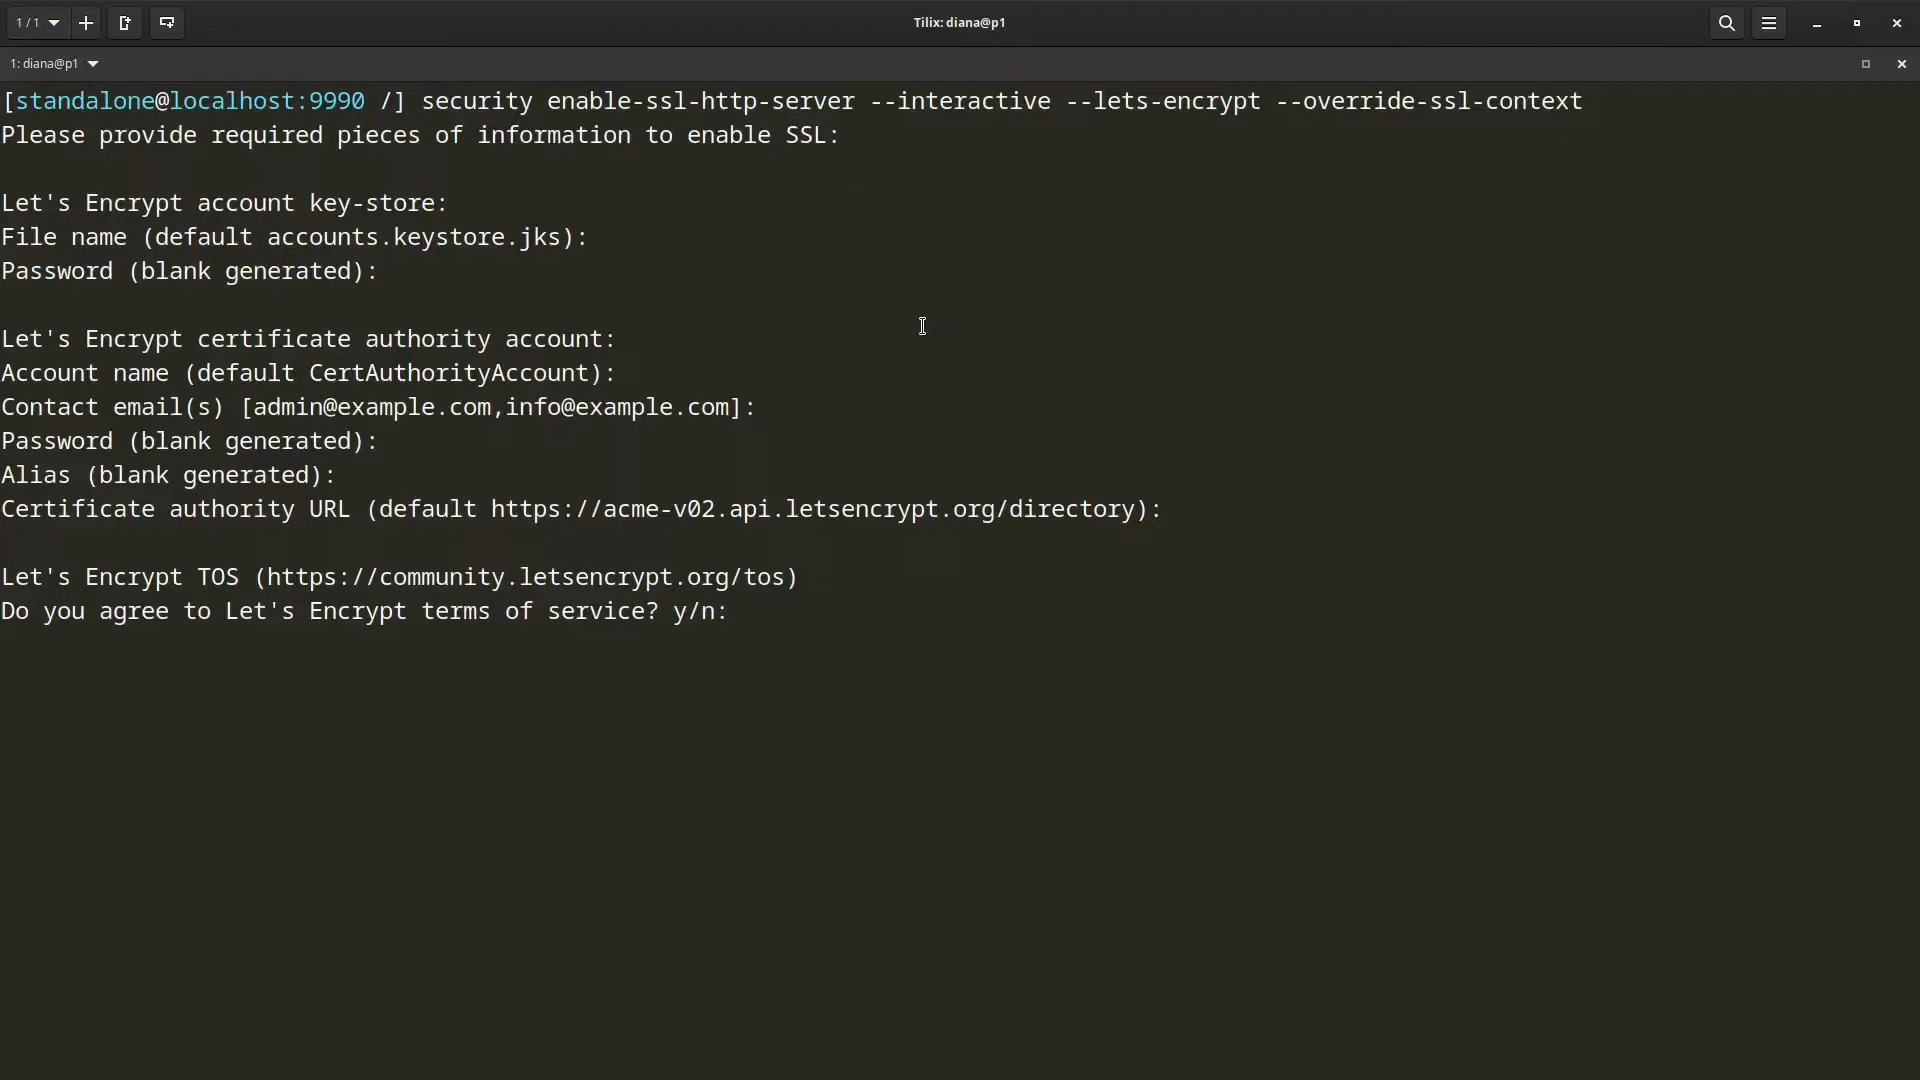 1 / 1
Tilix: diana@p1
1: diana@p1
[standalone@localhost:9990 /] security enable-ssl-http-server --interactive --lets-encrypt --override-ssl-context
Please provide required pieces of information to enable SSL:
Let's Encrypt account key-store:
File name (default accounts.keystore.jks):
Password (blank generated):
Let's Encrypt certificate authority account:
Account name (default CertAuthorityAccount):
Contact email(s) [admin@example.com,info@example.com]:
Password (blank generated):
Alias (blank generated):
Certificate authority URL (default https://acme-v02.api.letsencrypt.org/directory):
Let's Encrypt TOS (https://community.letsencrypt.org/tos)
Do you agree to Let's Encrypt terms of service? y/n: